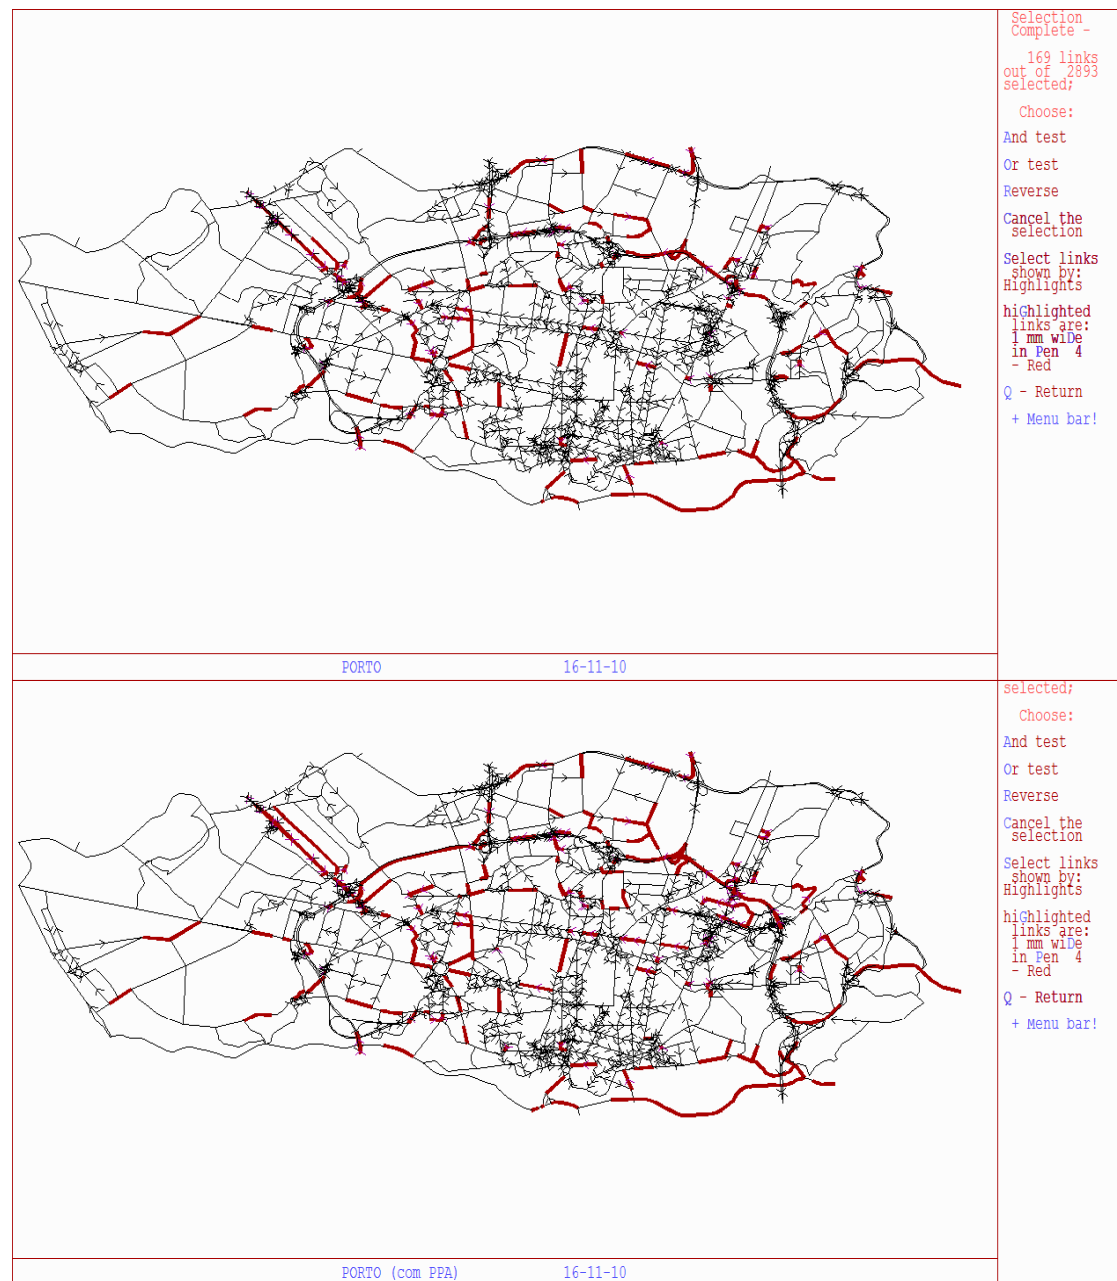 Selection
Complete -
169 links
out of 2893
selected;
Choose:
And test
Or test
Reverse
Cancel the
selection
Select links
shown by:
Highlights
hiGhlighted
links are:
1 mm wiDe
in Pen 4
- Red
Q - Return
+ Menu bar!
PORTO 16-11-10
selected;
Choose:
And test
Or test
Reverse
Cancel the
selection
Select links
shown by:
Highlights
hiGhlighted
links are:
1 mm wiDe
in Pen 4
- Red
Q - Return
+ Menu bar!
PORTO (com PPA) 16-11-10